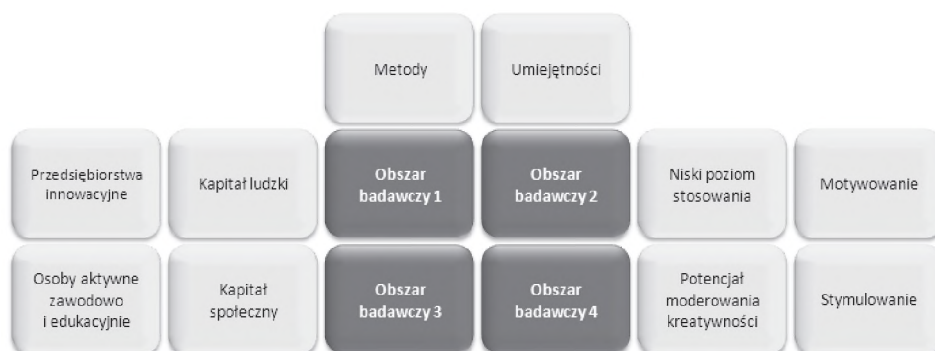 Metody
Umiejętności
Przedsiębiorstwa
innowacyjne
Kapitał ludzki
Obszar
badawczy 1
Obszar
badawczy 2
Niski poziom
stosowania
Motywowanie
Osoby aktywne
zawodowo
i edukacyjnie
Kapitał
społeczny
Obszar
badawczy 3
Obszar
badawczy 4
Potencjał
moderowania
kreatywności
Stymulowanie